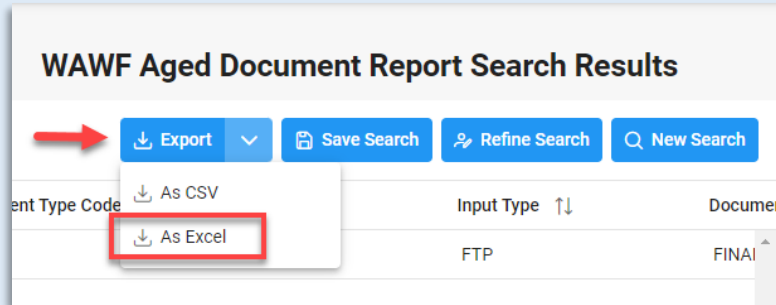 WAWF Aged Document Report Search Results
Export Save Search Refine Search New Search
As CSV
ent Type Code Input Type Documen
As Excel
FTP FINAL